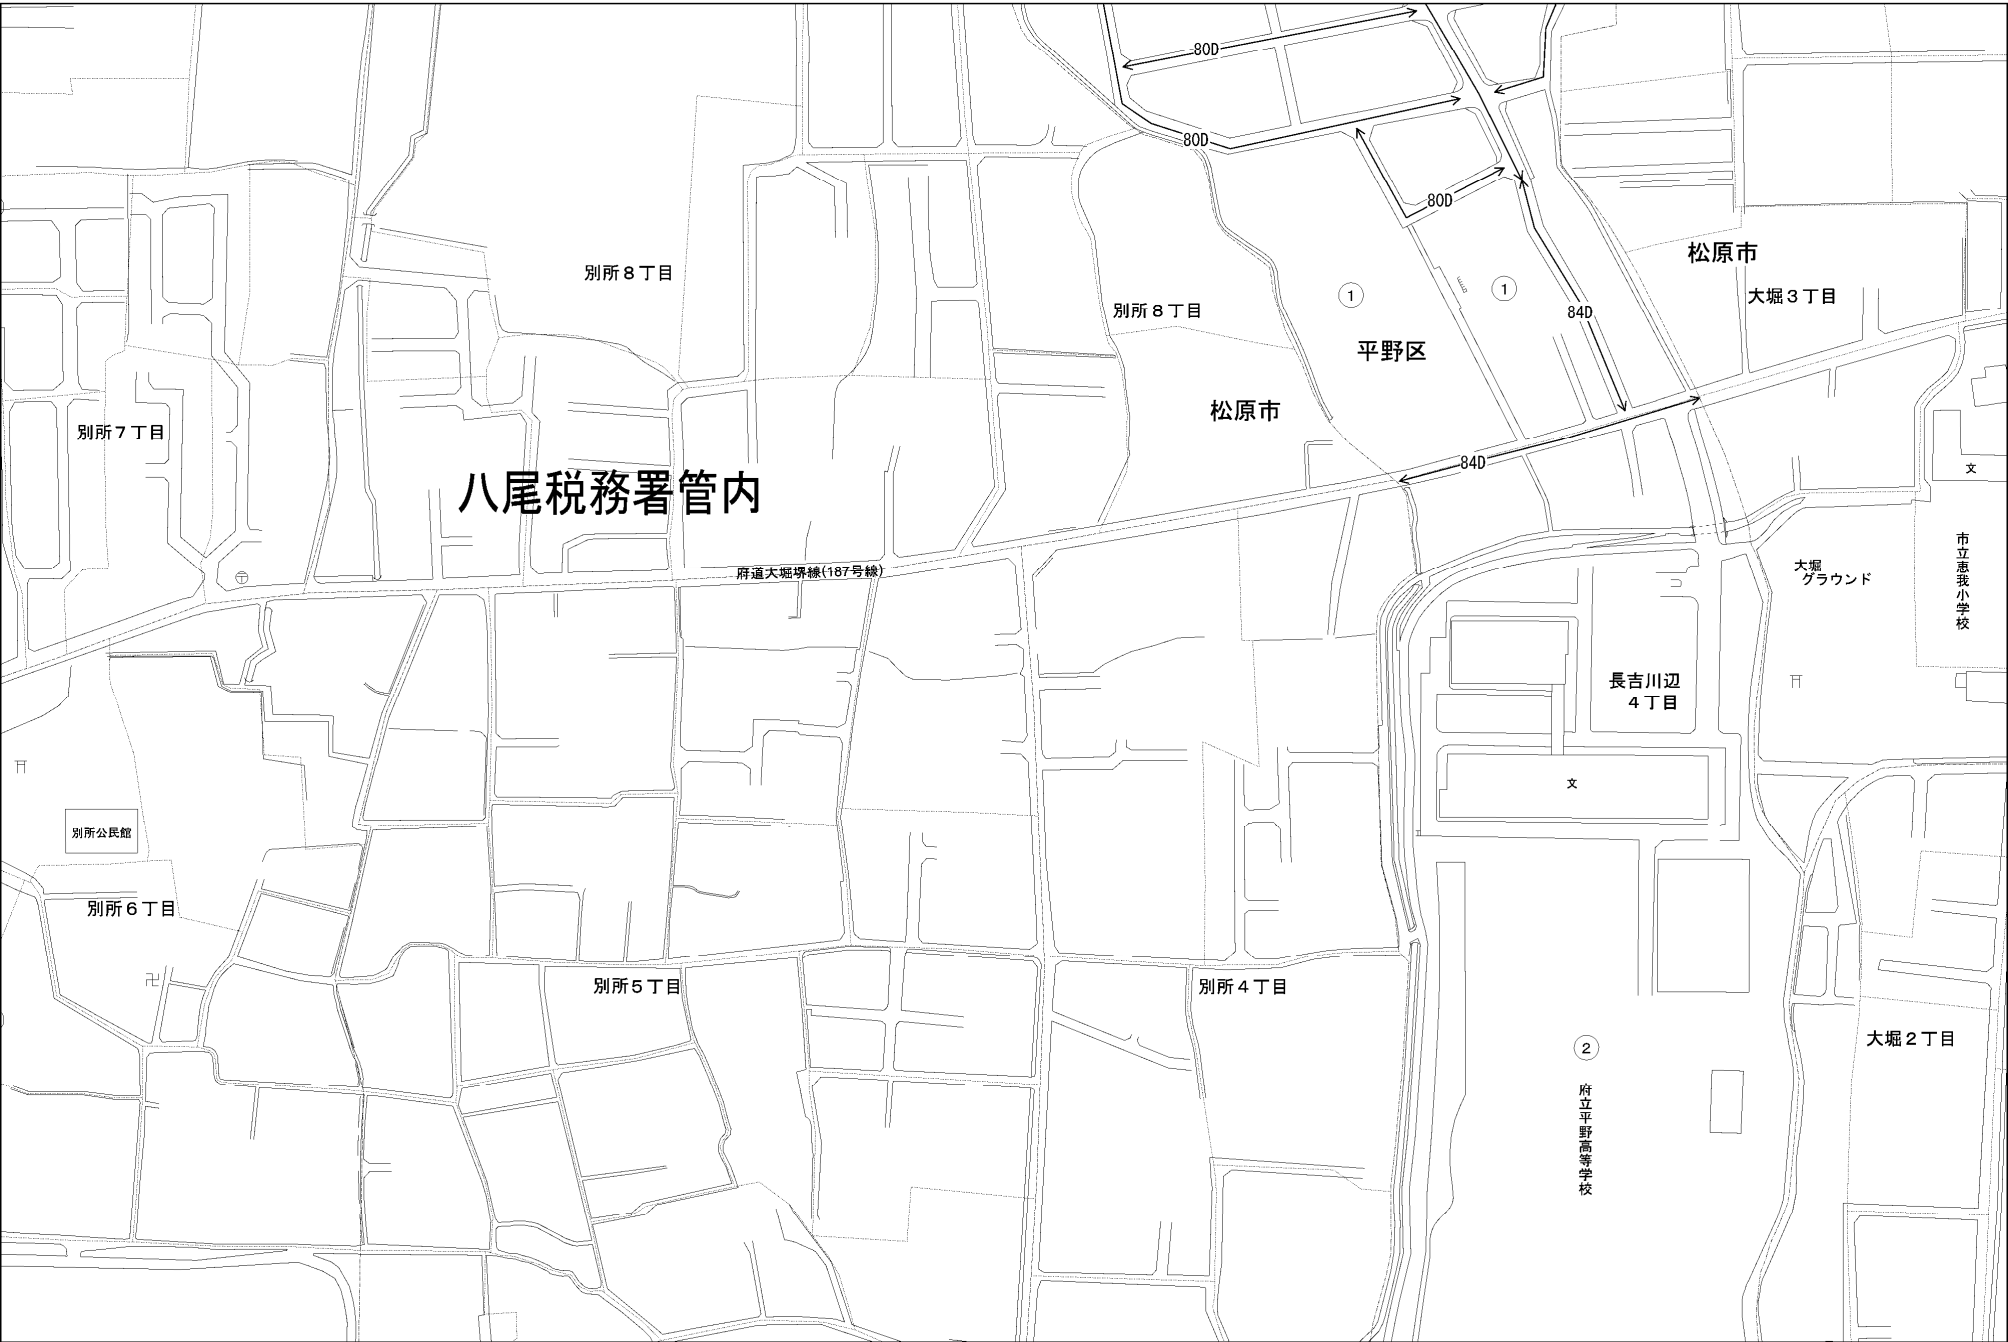 80D
80D
80D
松原市
別所８丁目
大堀３丁目
別所８丁目
①
①
84D
平野区
松原市
別所７丁目
84D
文
八尾税務署管内
府道大堀堺線(187号線)
大堀
グラウンド
市立恵我小学校
長吉川辺
４丁目
文
別所公民館
別所６丁目
別所５丁目
別所４丁目
大堀２丁目
②
府立平野高等学校